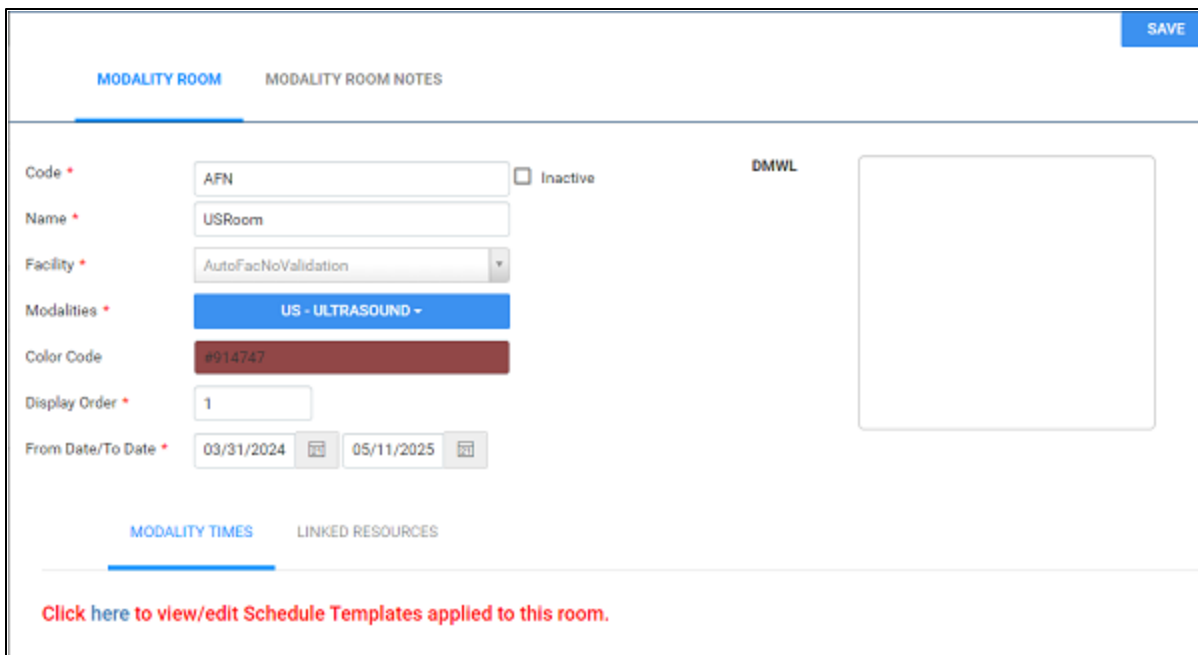 SAVE
MODALITY ROOM MODALITY ROOM NOTES
Code * AFN Inactive DMWL
Name * USRoom
Facility * AutoFacNoValidation
Modalities * US - ULTRASOUND
Color Code #914747
Display Order * 1
From Date/To Date * 03/31/2024 05/11/2025
MODALITY TIMES LINKED RESOURCES
Click here to view/edit Schedule Templates applied to this room.